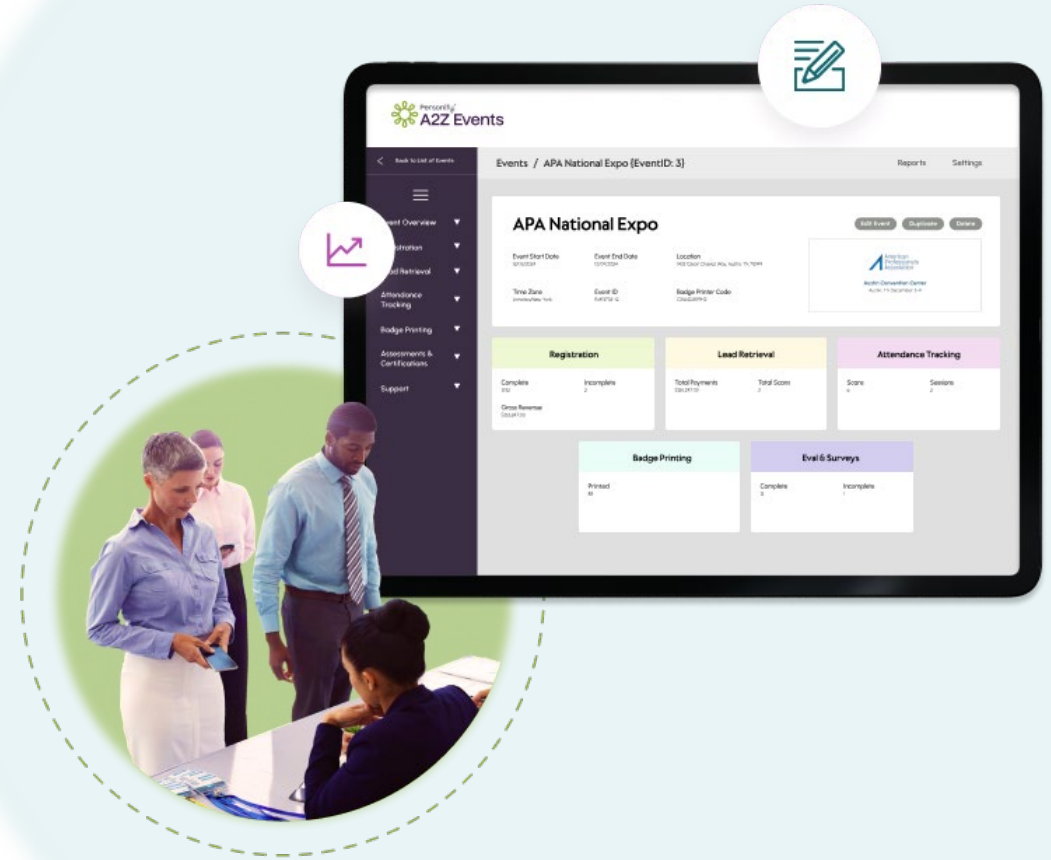 Personify
A2Z Events
Back to List of Events
Events / APA National Expo {EventID: 3}
Reports
Settings
Event Overview
Lead Retrieval
Attendance
Tracking
Badge Printing
Assessments &
Certifications
Support
APA National Expo
Edit Event
Duplicate
Delete
Event Start Date
Event End Date
Location
Time Zone
Event ID
Badge Printer Code
American
Professionals
Association
Austin Convention Center
Registration
Complete
Incomplete
2
Gross Revenue
Lead Retrieval
Total Payments
Total Scans
Attendance Tracking
Scans
Sessions
2
Badge Printing
Printed
Eval & Surveys
Complete
Incomplete